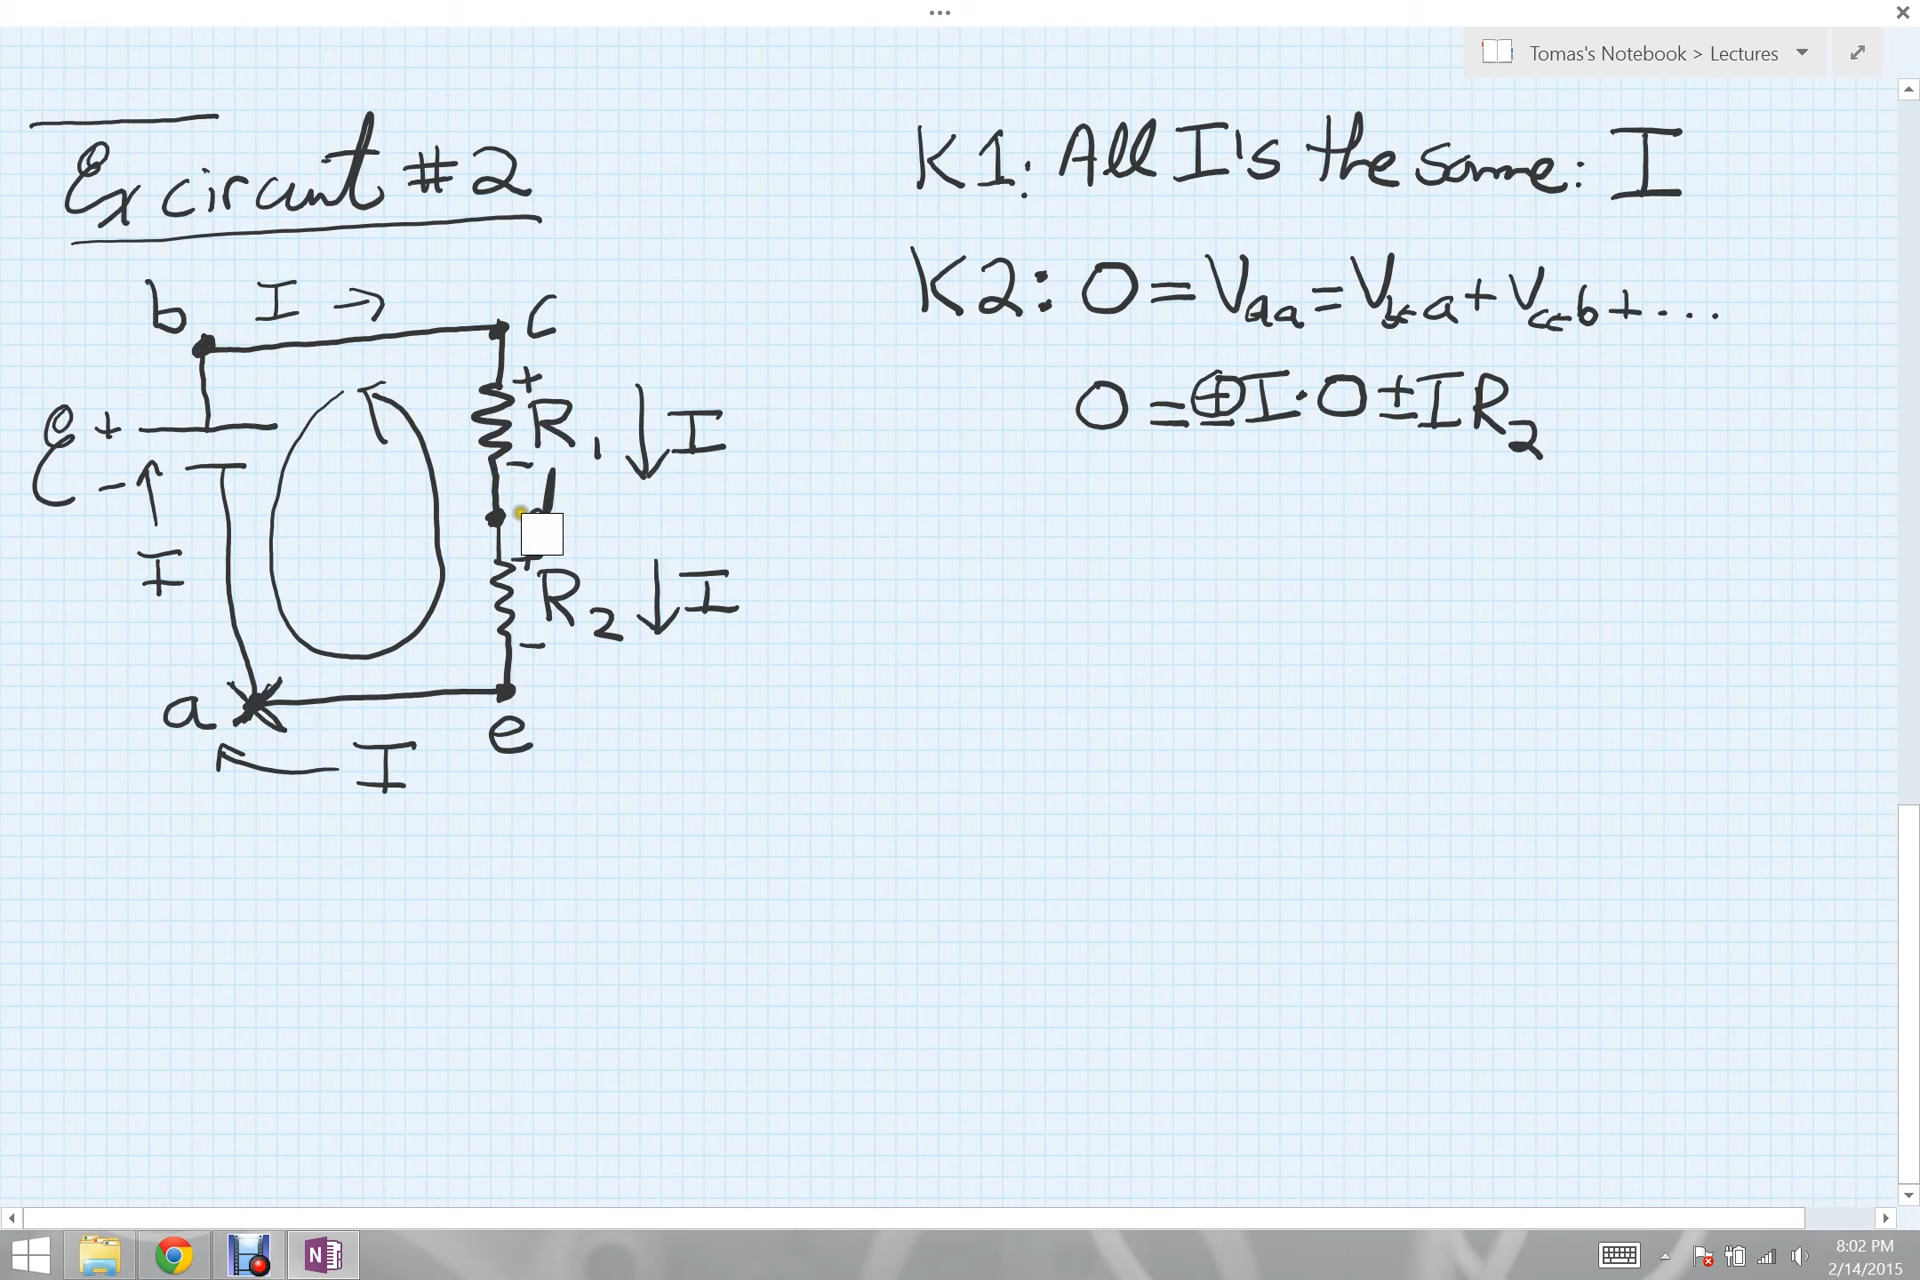 Tomas's Notebook > Lectures
Ex circuit #2
b I → c
ℰ + -
I
+ R₁ - ↓ I
d
+ R₂ - ↓ I
a e
← I
K1: All I's the same: I
K2: 0 = Vaa = Vb←a + Vc←b + ...
0 = ⊕I·0 ± IR₂
8:02 PM
2/14/2015